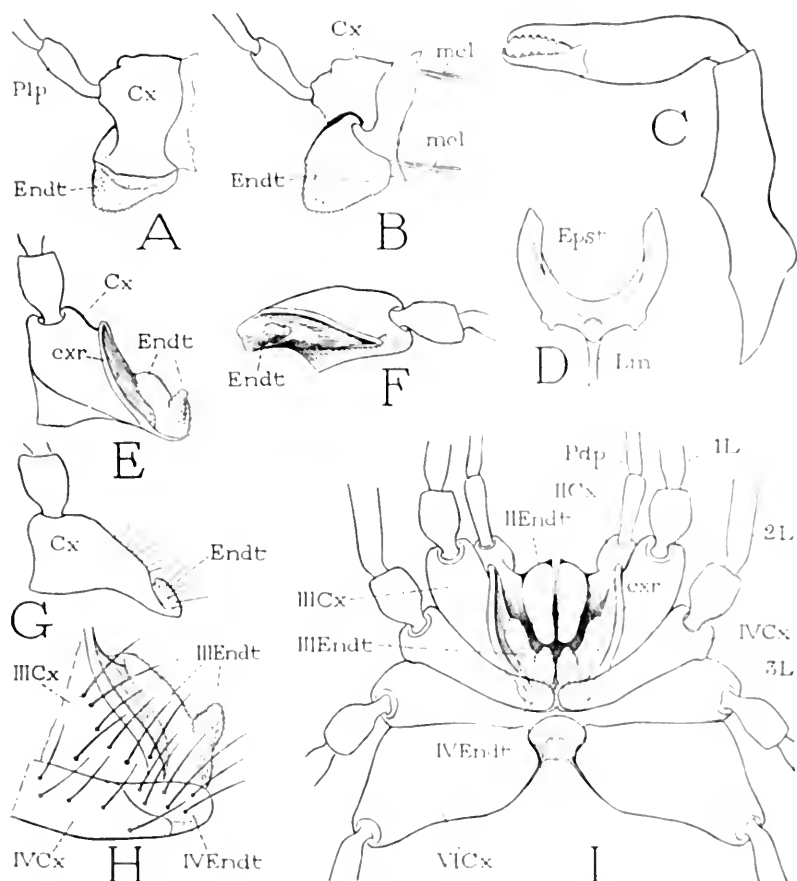 Cx
mcl
Plp
Cx
mcl
C
Endt
Endt
A
B
Epst
Cx
Endt
cxr
Lm
D
Endt
E
F
Pdp
1L
IICx
IIEndt
Cx
Endt
2L
IIICx
cxr
G
IIIEndt
IVCx
IIICx
IIIEndt
3L
IVEndt
IVCx
H
IVEndt
VICx
I